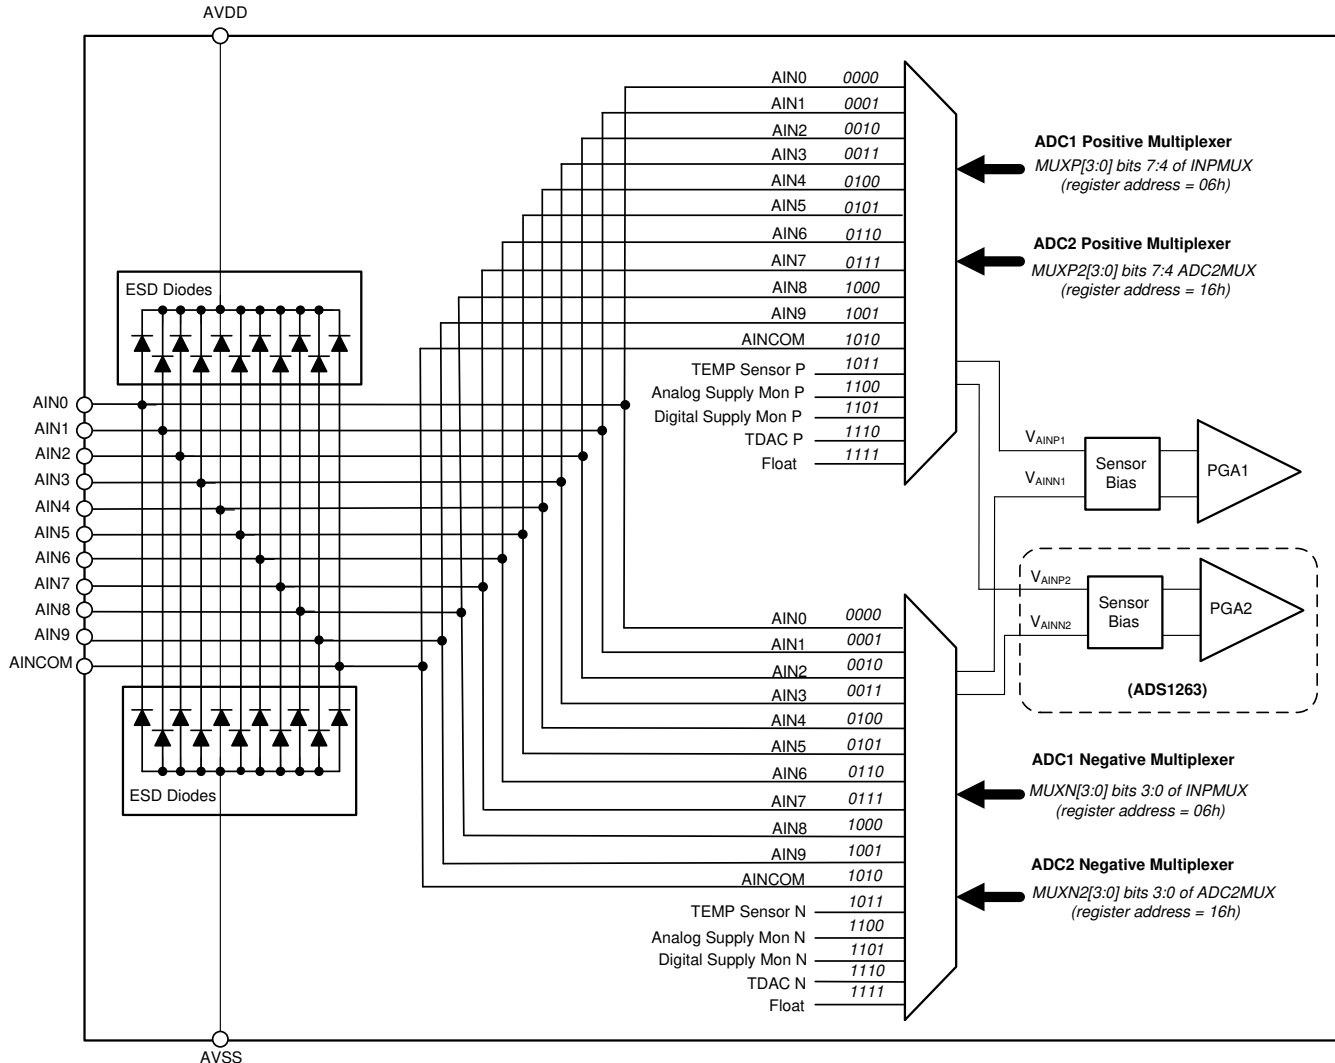 AVDD
AIN0 0000
AIN1 0001
AIN2 0010
AIN3 0011
AIN4 0100
AIN5 0101
AIN6 0110
AIN7 0111
AIN8 1000
AIN9 1001
AINCOM 1010
TEMP Sensor P 1011
Analog Supply Mon P 1100
Digital Supply Mon P 1101
TDAC P 1110
Float 1111
ADC1 Positive Multiplexer
MUXP[3:0] bits 7:4 of INPMUX
(register address = 06h)
ADC2 Positive Multiplexer
MUXP2[3:0] bits 7:4 ADC2MUX
(register address = 16h)
ESD Diodes
AIN0
AIN1
AIN2
AIN3
AIN4
AIN5
AIN6
AIN7
AIN8
AIN9
AINCOM
ESD Diodes
VAINP1
VAINN1
Sensor
Bias
PGA1
VAINP2
VAINN2
Sensor
Bias
PGA2
(ADS1263)
AIN0 0000
AIN1 0001
AIN2 0010
AIN3 0011
AIN4 0100
AIN5 0101
AIN6 0110
AIN7 0111
AIN8 1000
AIN9 1001
AINCOM 1010
TEMP Sensor N 1011
Analog Supply Mon N 1100
Digital Supply Mon N 1101
TDAC N 1110
Float 1111
ADC1 Negative Multiplexer
MUXN[3:0] bits 3:0 of INPMUX
(register address = 06h)
ADC2 Negative Multiplexer
MUXN2[3:0] bits 3:0 of ADC2MUX
(register address = 16h)
AVSS